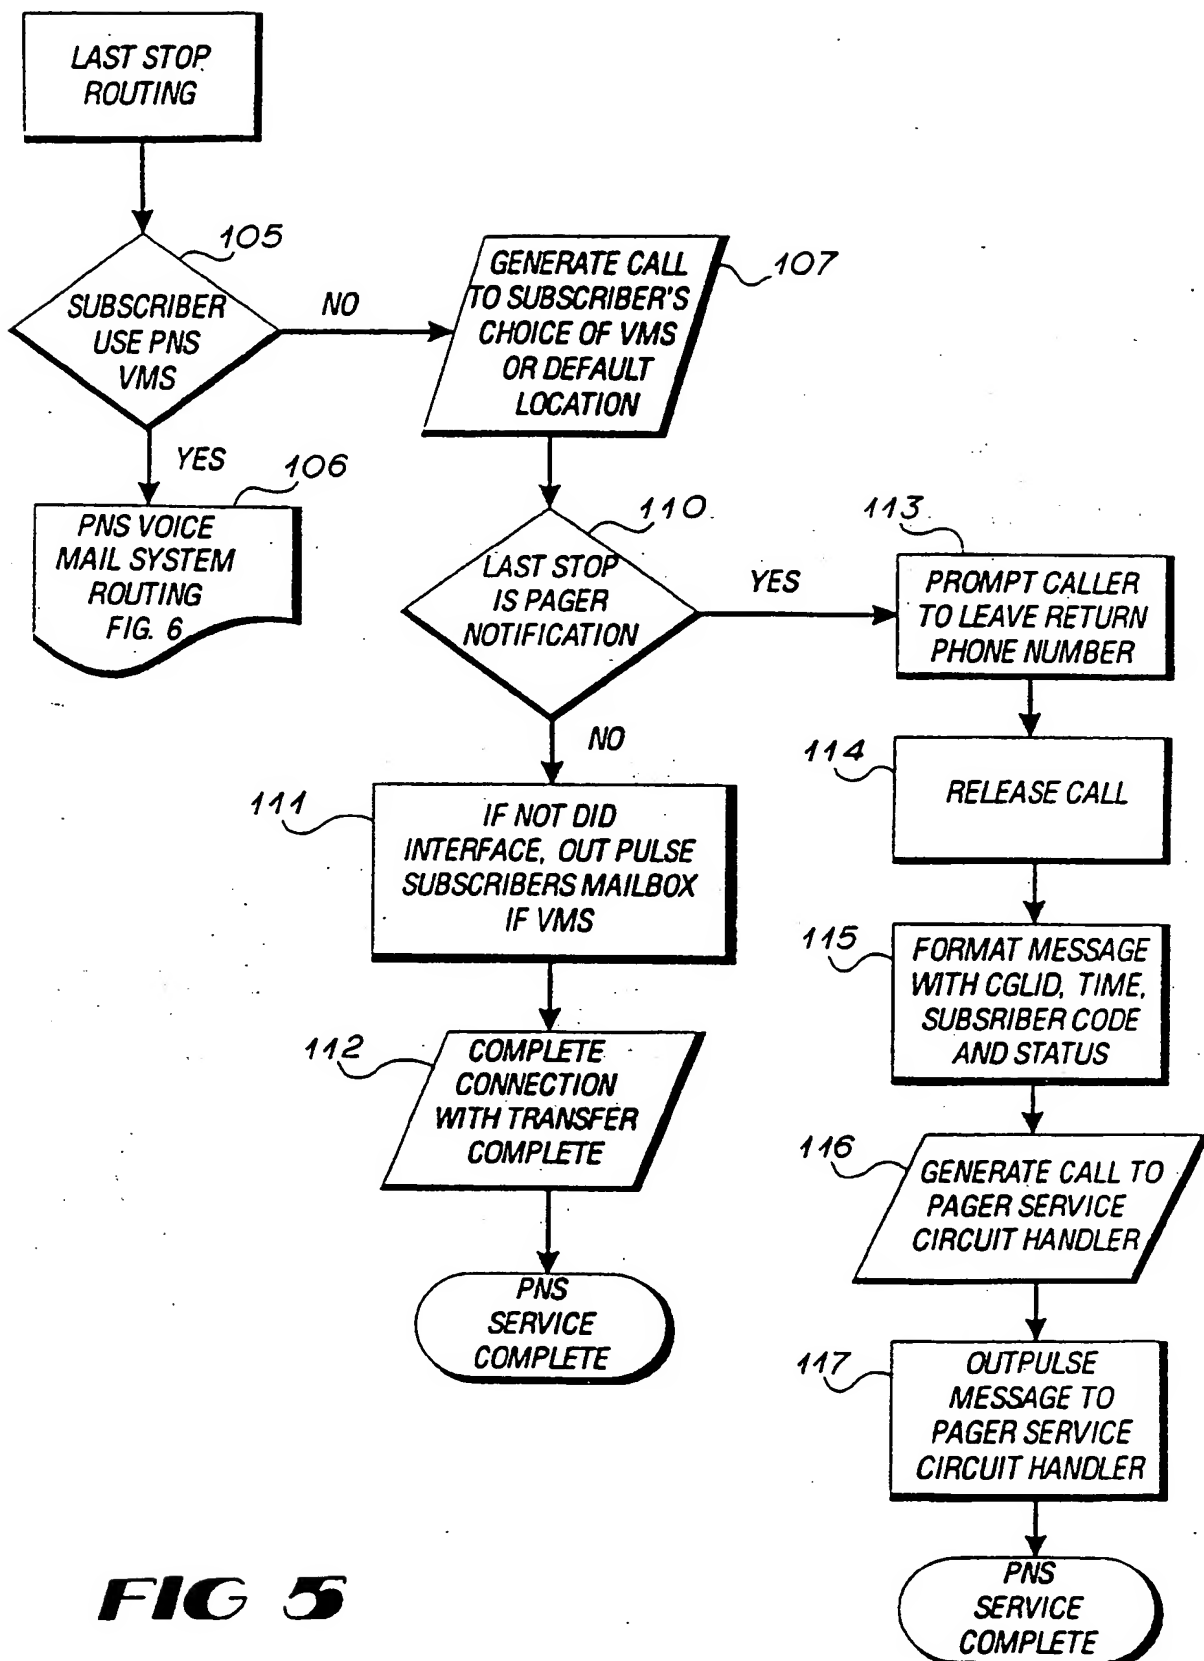 LAST STOP
ROUTING
105
SUBSCRIBER
USE PNS
VMS
NO
YES
106
PNS VOICE
MAIL SYSTEM
ROUTING
FIG. 6
107
GENERATE CALL
TO SUBSCRIBER'S
CHOICE OF VMS
OR DEFAULT
LOCATION
110
LAST STOP
IS PAGER
NOTIFICATION
YES
NO
111
IF NOT DID
INTERFACE, OUT PULSE
SUBSCRIBERS MAILBOX
IF VMS
112
COMPLETE
CONNECTION
WITH TRANSFER
COMPLETE
PNS
SERVICE
COMPLETE
113
PROMPT CALLER
TO LEAVE RETURN
PHONE NUMBER
114
RELEASE CALL
115
FORMAT MESSAGE
WITH CGLID, TIME,
SUBSRIBER CODE
AND STATUS
116
GENERATE CALL TO
PAGER SERVICE
CIRCUIT HANDLER
117
OUTPULSE
MESSAGE TO
PAGER SERVICE
CIRCUIT HANDLER
PNS
SERVICE
COMPLETE
FIG 5